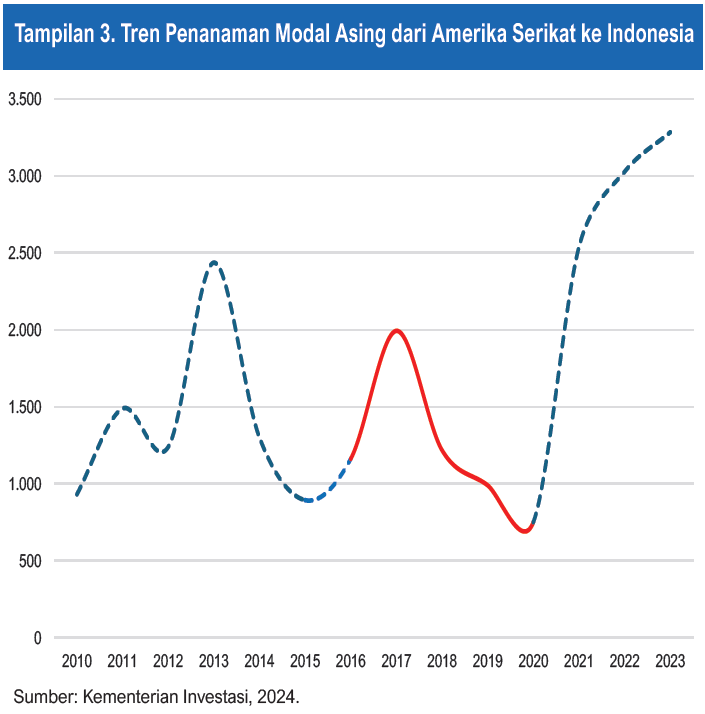 Tampilan 3. Tren Penanaman Modal Asing dari Amerika Serikat ke Indonesia
3.500
3.000
2.500
2.000
1.500
1.000
500
0
2010 2011 2012 2013 2014 2015 2016 2017 2018 2019 2020 2021 2022 2023
Sumber: Kementerian Investasi, 2024.